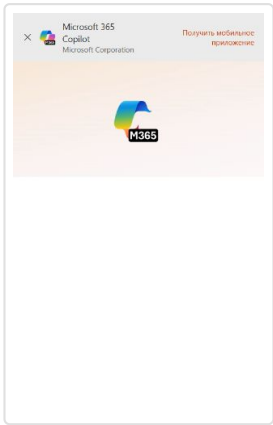 Microsoft 365
Copilot
Microsoft Corporation
Получить мобильное
приложение
M365